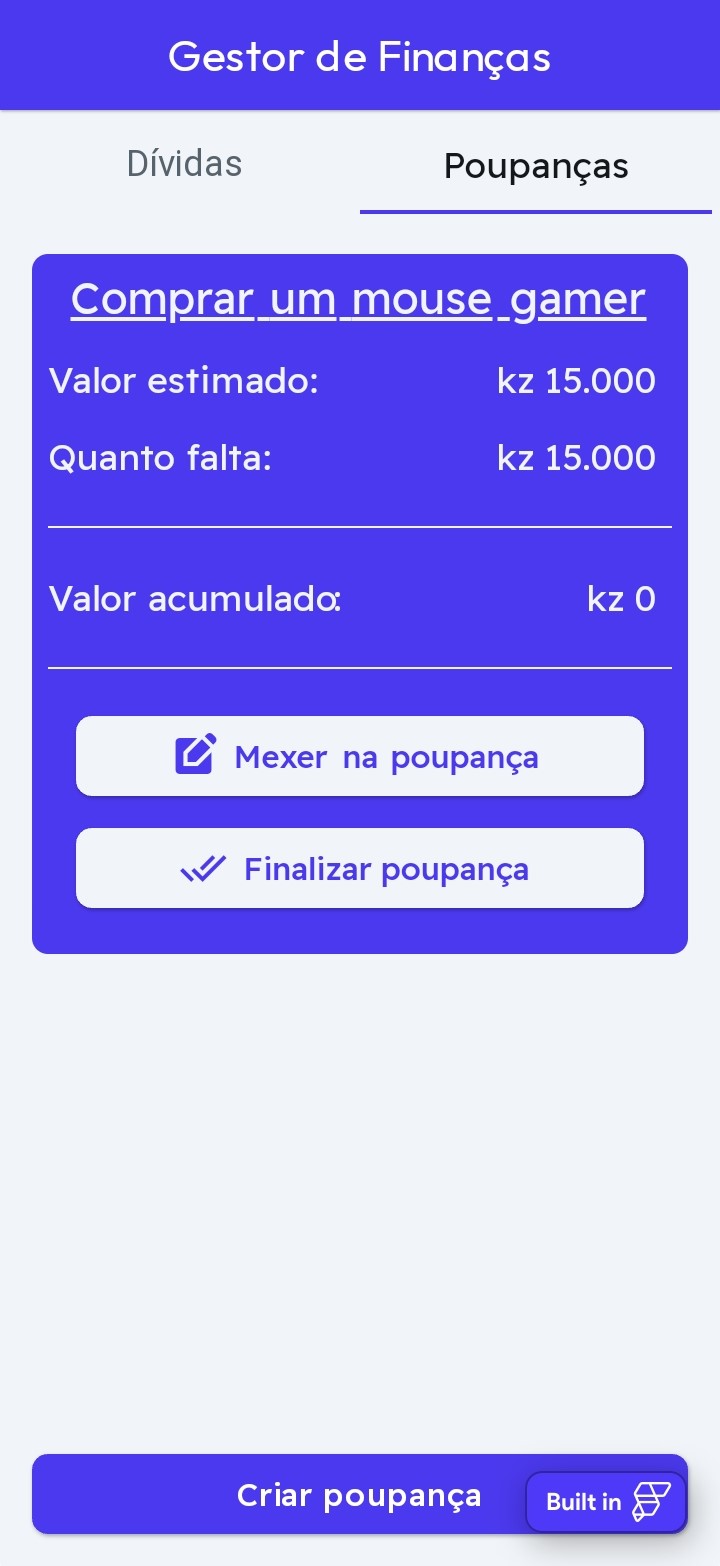 Gestor de Finanças
Dívidas
Poupanças
Comprar um mouse gamer
Valor estimado: kz 15.000
Quanto falta: kz 15.000
Valor acumulado: kz 0
Mexer na poupança
Finalizar poupança
Criar poupança
Built in